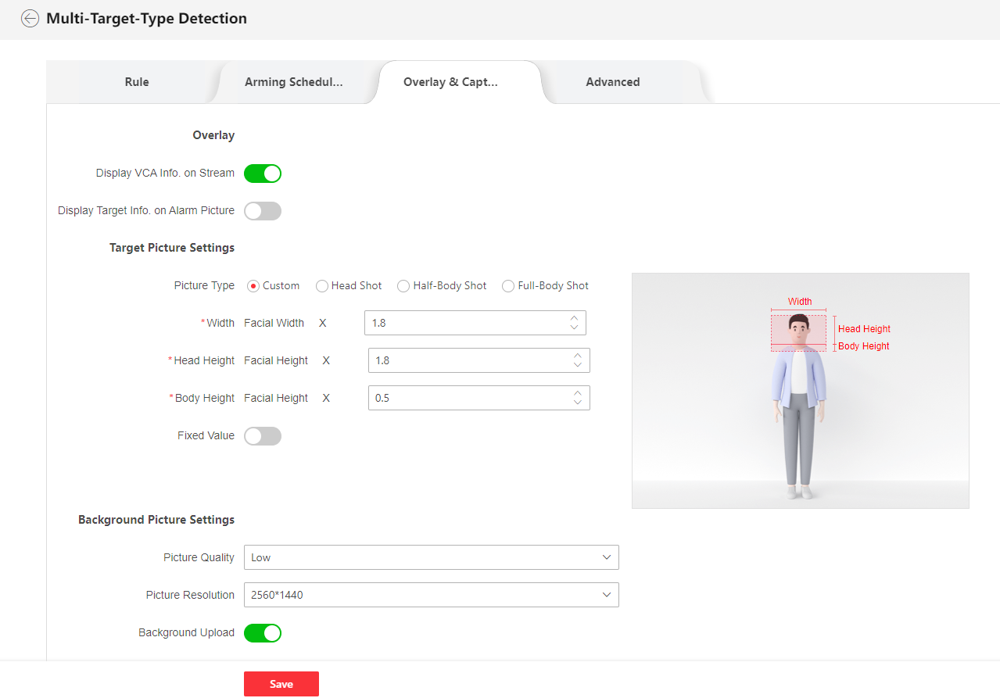 Multi-Target-Type Detection
Rule
Arming Schedul...
Overlay & Capt...
Advanced
Overlay
Display VCA Info. on Stream
Display Target Info. on Alarm Picture
Target Picture Settings
Picture Type Custom Head Shot Half-Body Shot Full-Body Shot
*Width Facial Width X 1.8
*Head Height Facial Height X 1.8
*Body Height Facial Height X 0.5
Fixed Value
Width
Head Height
Body Height
Background Picture Settings
Picture Quality Low
Picture Resolution 2560*1440
Background Upload
Save